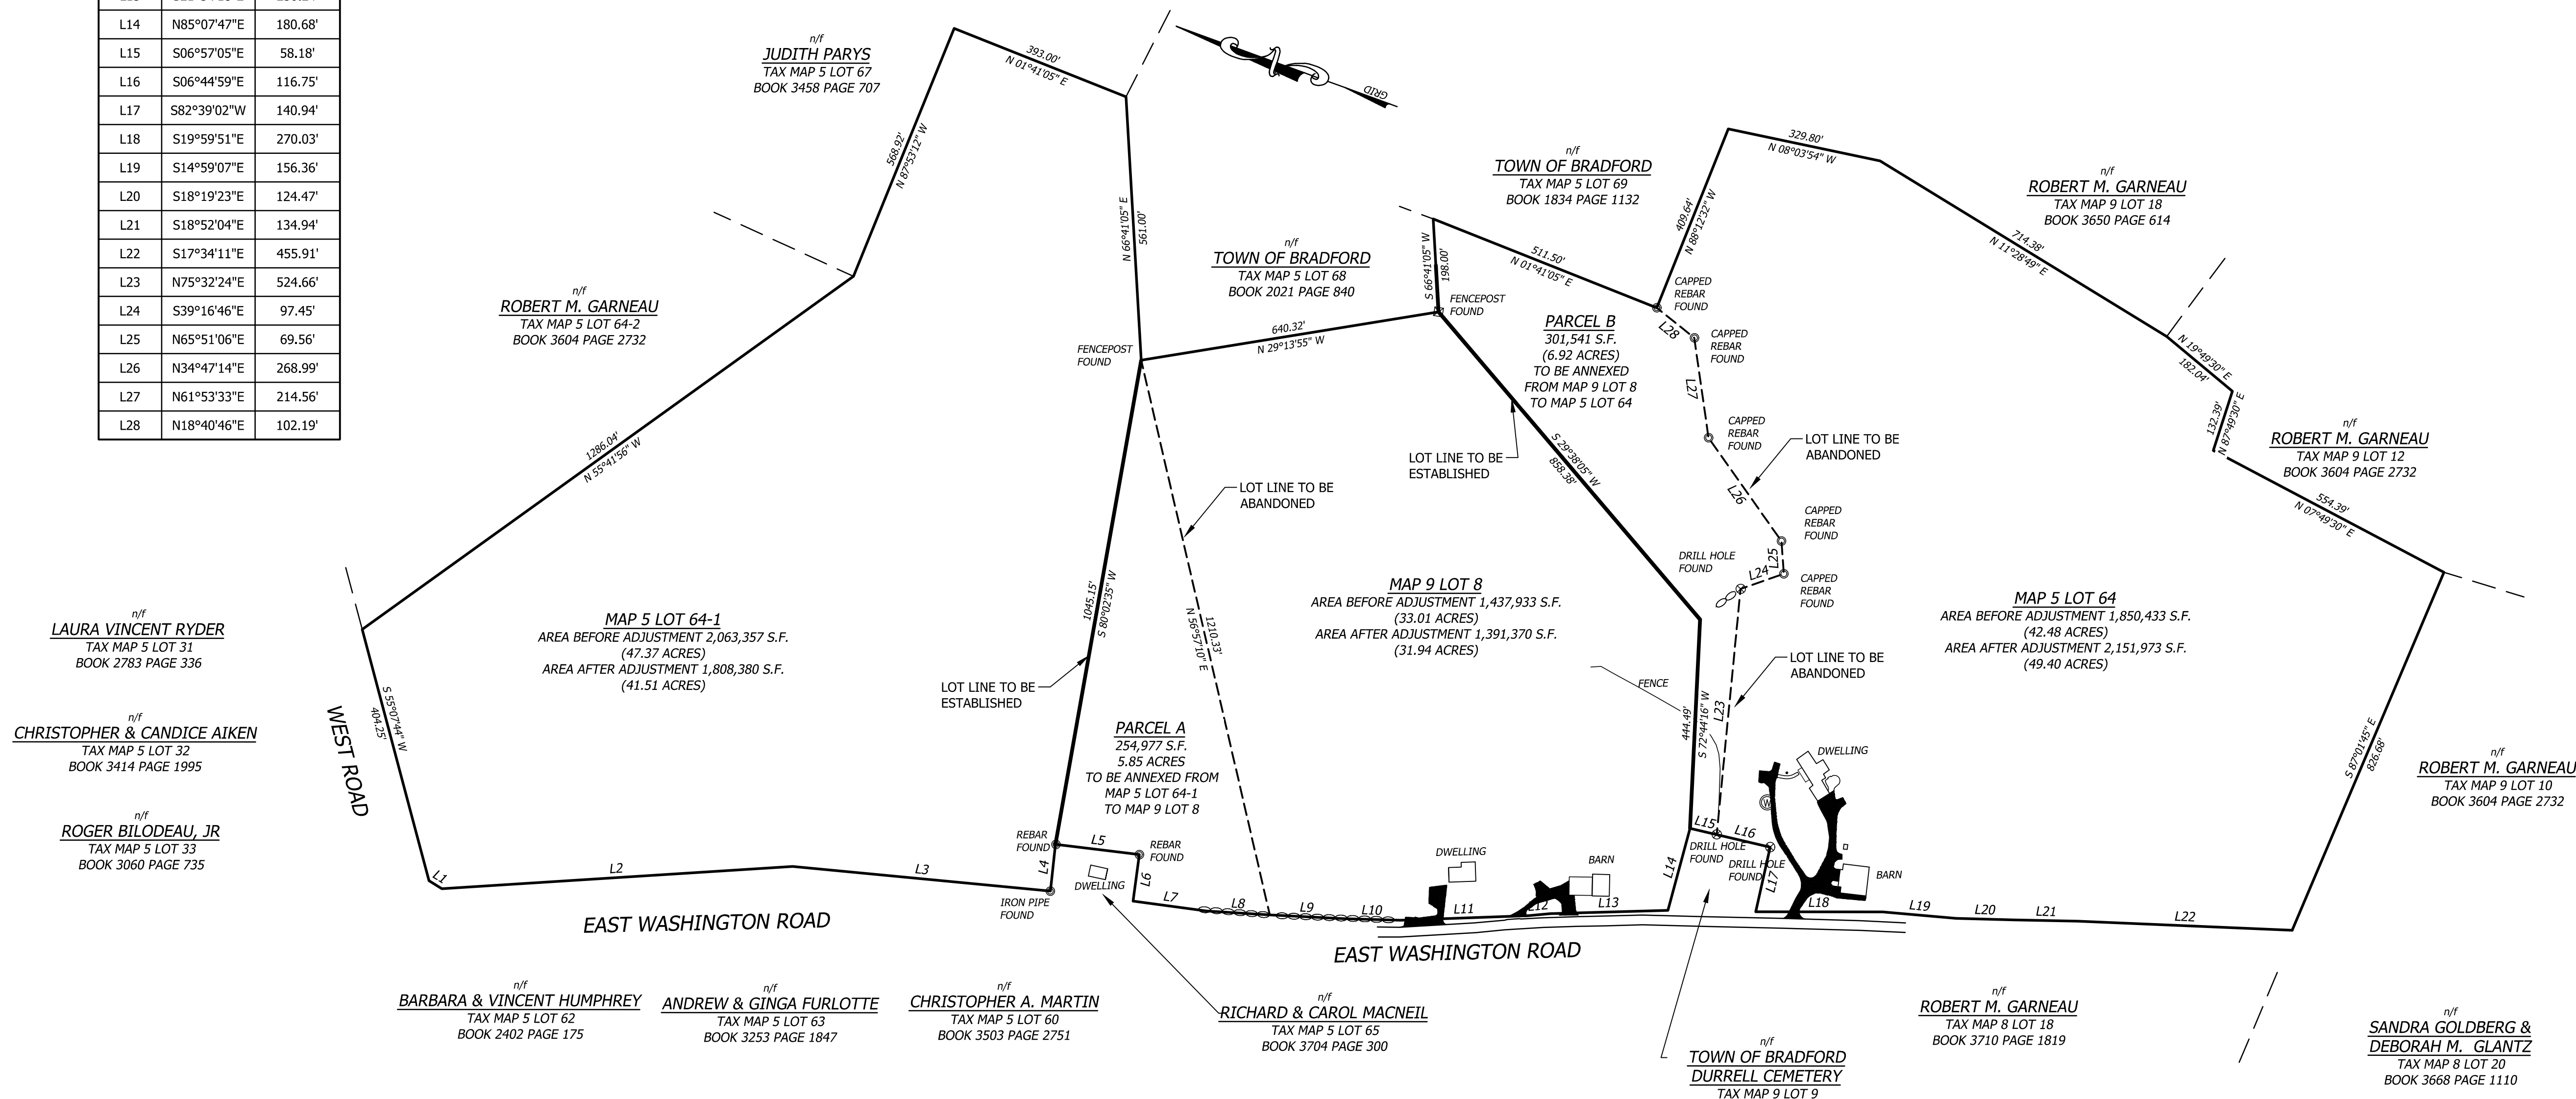 L14 N85°07'47"E 180.68'
L15 S06°57'05"E 58.18'
L16 S06°44'59"E 116.75'
L17 S82°39'02"W 140.94'
L18 S19°59'51"E 270.03'
L19 S14°59'07"E 156.36'
L20 S18°19'23"E 124.47'
L21 S18°52'04"E 134.94'
L22 S17°34'11"E 455.91'
L23 N75°32'24"E 524.66'
L24 S39°16'46"E 97.45'
L25 N65°51'06"E 69.56'
L26 N34°47'14"E 268.99'
L27 N61°53'33"E 214.56'
L28 N18°40'46"E 102.19'
n/f
JUDITH PARYS
TAX MAP 5 LOT 67
BOOK 3458 PAGE 707
393.00'
N 01°41'05" E
GRID
568.92'
N 87°53'12" W
n/f
ROBERT M. GARNEAU
TAX MAP 5 LOT 64-2
BOOK 3604 PAGE 2732
N 66°41'05" E
561.00'
n/f
TOWN OF BRADFORD
TAX MAP 5 LOT 68
BOOK 2021 PAGE 840
n/f
TOWN OF BRADFORD
TAX MAP 5 LOT 69
BOOK 1834 PAGE 1132
S 66°41'05" W
198.00'
511.50'
N 01°41'05" E
409.64'
N 88°12'32" W
329.80'
N 08°03'54" W
n/f
ROBERT M. GARNEAU
TAX MAP 9 LOT 18
BOOK 3650 PAGE 614
714.38'
N 11°28'49" E
N 19°49'30" E
182.04'
132.39'
N 87°49'30" E
n/f
ROBERT M. GARNEAU
TAX MAP 9 LOT 12
BOOK 3604 PAGE 2732
554.39'
N 07°49'30" E
FENCEPOST
FOUND
640.32'
N 29°13'55" W
FENCEPOST
FOUND
PARCEL B
301,541 S.F.
(6.92 ACRES)
TO BE ANNEXED
FROM MAP 9 LOT 8
TO MAP 5 LOT 64
CAPPED
REBAR
FOUND
L28
CAPPED
REBAR
FOUND
L27
CAPPED
REBAR
FOUND
LOT LINE TO BE
ABANDONED
L26
CAPPED
REBAR
FOUND
L25
CAPPED
REBAR
FOUND
L24
DRILL HOLE
FOUND
1286.04'
N 55°41'56" W
LOT LINE TO BE
ABANDONED
LOT LINE TO BE
ESTABLISHED
S 29°38'05" W
858.38'
n/f
LAURA VINCENT RYDER
TAX MAP 5 LOT 31
BOOK 2783 PAGE 336
n/f
CHRISTOPHER & CANDICE AIKEN
TAX MAP 5 LOT 32
BOOK 3414 PAGE 1995
n/f
ROGER BILODEAU, JR
TAX MAP 5 LOT 33
BOOK 3060 PAGE 735
WEST ROAD
S 55°07'44" W
404.25'
MAP 5 LOT 64-1
AREA BEFORE ADJUSTMENT 2,063,357 S.F.
(47.37 ACRES)
AREA AFTER ADJUSTMENT 1,808,380 S.F.
(41.51 ACRES)
1045.15'
S 80°02'35" W
LOT LINE TO BE
ESTABLISHED
1210.33'
N 56°57'10" E
MAP 9 LOT 8
AREA BEFORE ADJUSTMENT 1,437,933 S.F.
(33.01 ACRES)
AREA AFTER ADJUSTMENT 1,391,370 S.F.
(31.94 ACRES)
MAP 5 LOT 64
AREA BEFORE ADJUSTMENT 1,850,433 S.F.
(42.48 ACRES)
AREA AFTER ADJUSTMENT 2,151,973 S.F.
(49.40 ACRES)
FENCE
LOT LINE TO BE
ABANDONED
444.49'
S 72°44'16" W
L23
PARCEL A
254,977 S.F.
5.85 ACRES
TO BE ANNEXED FROM
MAP 5 LOT 64-1
TO MAP 9 LOT 8
S 87°01'45" E
826.68'
n/f
ROBERT M. GARNEAU
TAX MAP 9 LOT 10
BOOK 3604 PAGE 2732
DWELLING
W
BARN
REBAR
FOUND
L5
REBAR
FOUND
L4
L6
DWELLING
IRON PIPE
FOUND
DWELLING
BARN
L15
L16
DRILL HOLE
FOUND
DRILL HOLE
FOUND
L14
L17
L1
L2
L3
L7
L8
L9
L10
L11
L12
L13
L18
L19
L20
L21
L22
EAST WASHINGTON ROAD
EAST WASHINGTON ROAD
n/f
BARBARA & VINCENT HUMPHREY
TAX MAP 5 LOT 62
BOOK 2402 PAGE 175
n/f
ANDREW & GINGA FURLOTTE
TAX MAP 5 LOT 63
BOOK 3253 PAGE 1847
n/f
CHRISTOPHER A. MARTIN
TAX MAP 5 LOT 60
BOOK 3503 PAGE 2751
n/f
RICHARD & CAROL MACNEIL
TAX MAP 5 LOT 65
BOOK 3704 PAGE 300
n/f
TOWN OF BRADFORD
DURRELL CEMETERY
TAX MAP 9 LOT 9
n/f
ROBERT M. GARNEAU
TAX MAP 8 LOT 18
BOOK 3710 PAGE 1819
n/f
SANDRA GOLDBERG &
DEBORAH M. GLANTZ
TAX MAP 8 LOT 20
BOOK 3668 PAGE 1110